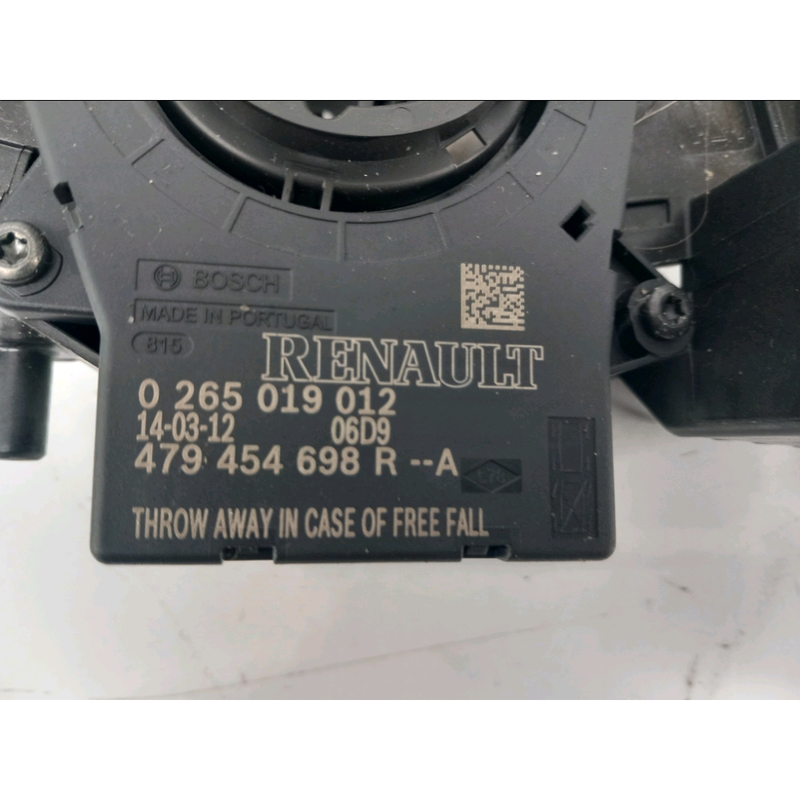 BOSCH
MADE IN PORTUGAL
815
RENAULT
0 265 019 012
14-03-12 06D9
479 454 698 R --A
THROW AWAY IN CASE OF FREE FALL